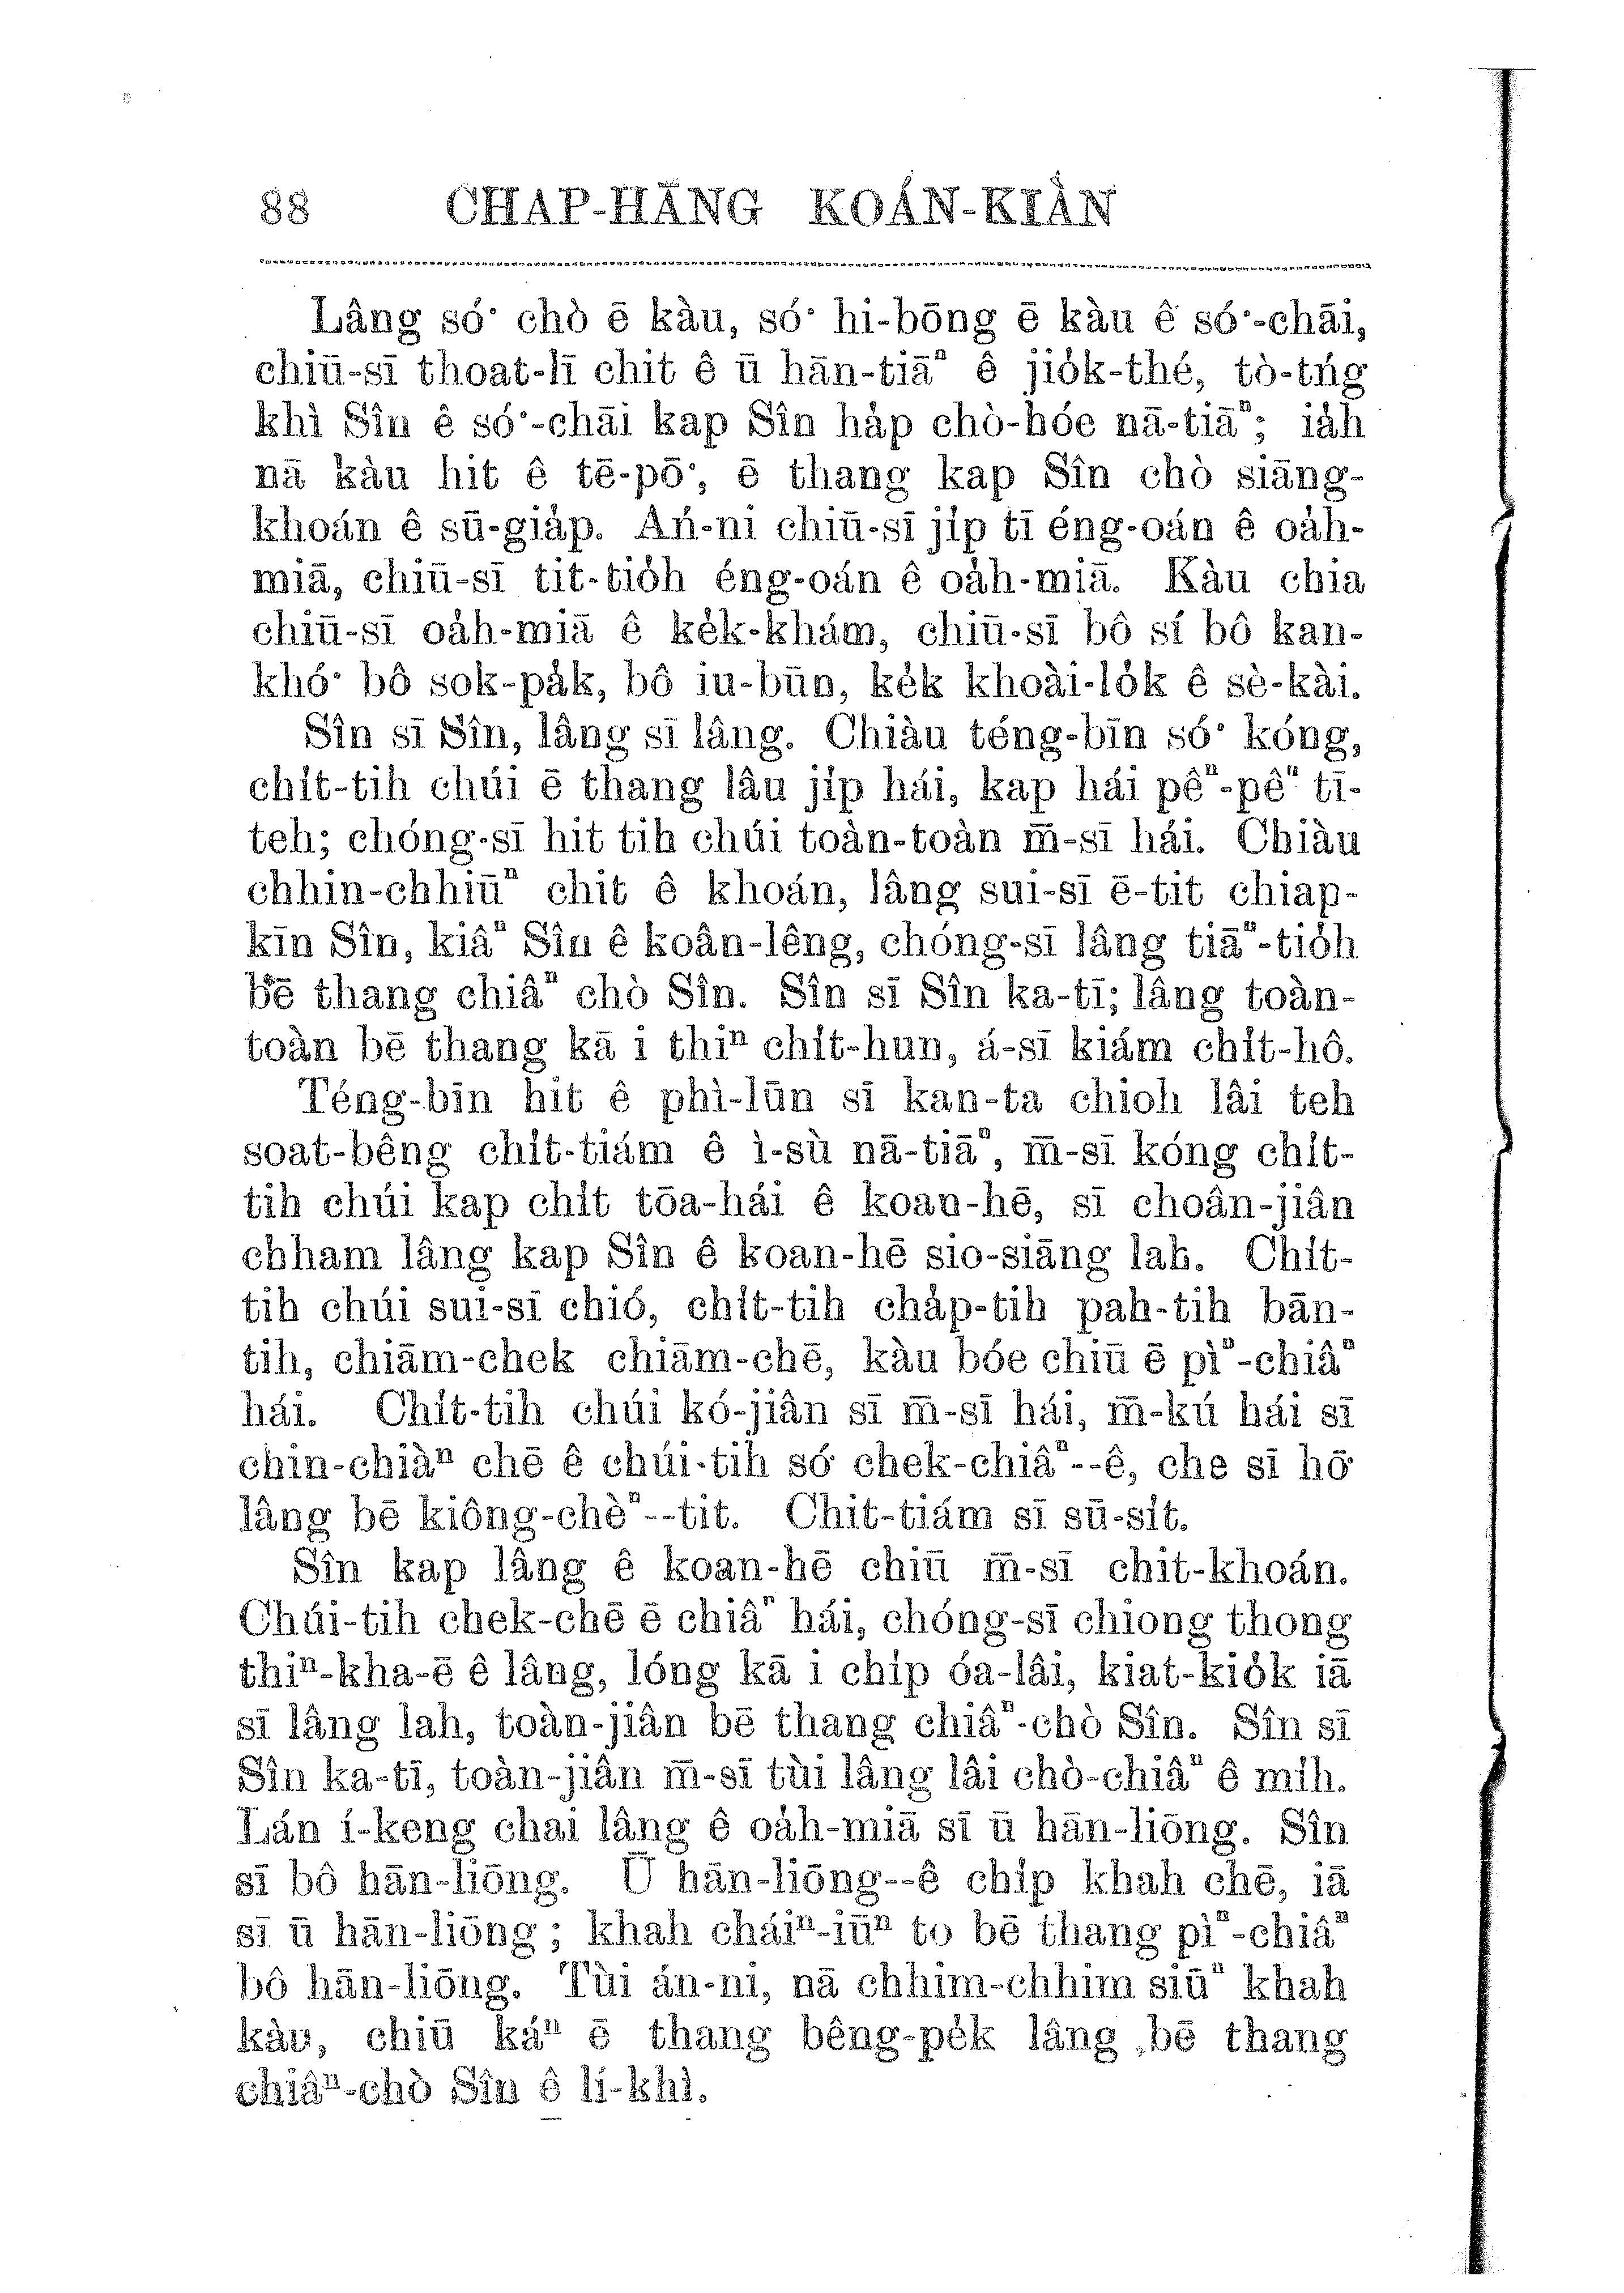 88 CHAP-HĀNG KOÁN-KIÀN
Lâng só͘ chò ē kàu, só͘ hi-bōng ē kàu ê só͘-chāi,
chiū-sī thoat-lī chit ê ū hān-tiāⁿ ê jio̍k-thé, tò-tńg
khì Sîn ê só͘-chāi kap Sîn ha̍p chò-hóe nā-tiāⁿ; ia̍h
nā kàu hit ê tē-pō͘, ē thang kap Sîn chò siāng-
khoán ê sū-gia̍p. Án-ni chiū-sī ji̍p tī éng-oán ê oa̍h-
miā, chiū-sī tit-tio̍h éng-oán ê oa̍h-miā. Kàu chia
chiū-sī oa̍h-miā ê ke̍k-khám, chiū-sī bô sí bô kan-
khó͘ bô sok-pa̍k, bô iu-būn, ke̍k khoài-lo̍k ê sè-kài.
Sîn sī Sîn, lâng sī lâng. Chiàu téng-bīn só͘ kóng,
chi̍t-tih chúi ē thang lâu ji̍p hái, kap hái pêⁿ-pêⁿ tī-
teh; chóng-sī hit tih chúi toàn-toàn m̄-sī hái. Chiàu
chhin-chhiūⁿ chit ê khoán, lâng sui-sī ē-tit chiap-
kīn Sîn, kiâⁿ Sîn ê koân-lêng, chóng-sī lâng tiāⁿ-tio̍h
bē thang chiâⁿ chò Sîn. Sîn sī Sîn ka-tī; lâng toàn-
toàn bē thang kā i thiⁿ chi̍t-hun, á-sī kiám chi̍t-hô.
Téng-bīn hit ê phì-lūn sī kan-ta chioh lâi teh
soat-bêng chi̍t-tiám ê ì-sù nā-tiāⁿ, m̄-sī kóng chi̍t-
tih chúi kap chi̍t tōa-hái ê koan-hē, sī choân-jiân
chham lâng kap Sîn ê koan-hē sio-siāng lah. Chi̍t-
tih chúi sui-sī chió, chi̍t-tih cha̍p-tih pah-tih bān-
tih, chiām-chek chiām-chē, kàu bóe chiū ē pìⁿ-chiâⁿ
hái. Chi̍t-tih chúi kó-jiân sī m̄-sī hái, m̄-kú hái sī
chin-chiàⁿ chē ê chúi-tih só chek-chiâⁿ--ê, che sī hō͘
lâng bē kiông-chèⁿ--tit. Chit-tiám sī sū-si̍t.
Sîn kap lâng ê koan-hē chiū m̄-sī chit-khoán.
Chúi-tih chek-chē ē chiâⁿ hái, chóng-sī chiong thong
thiⁿ-kha-ē ê lâng, lóng kā i chi̍p óa-lâi, kiat-kio̍k iā
sī lâng lah, toàn-jiân bē thang chiâⁿ-chò Sîn. Sîn sī
Sîn ka-tī, toàn-jiân m̄-sī tùi lâng lâi chò-chiâⁿ ê mi̍h.
Lán í-keng chai lâng ê oa̍h-miā sī ū hān-liōng. Sîn
sī bô hān-liōng. Ū hān-liōng--ê chi̍p khah chē, iā
sī ū hān-liōng; khah cháiⁿ-iūⁿ to bē thang pìⁿ-chiâⁿ
bô hān-liōng. Tùi án-ni, nā chhim-chhim siūⁿ khah
kàu, chiū káⁿ ē thang bêng-pe̍k lâng bē thang
chiâⁿ-chò Sîn ê lí-khì.